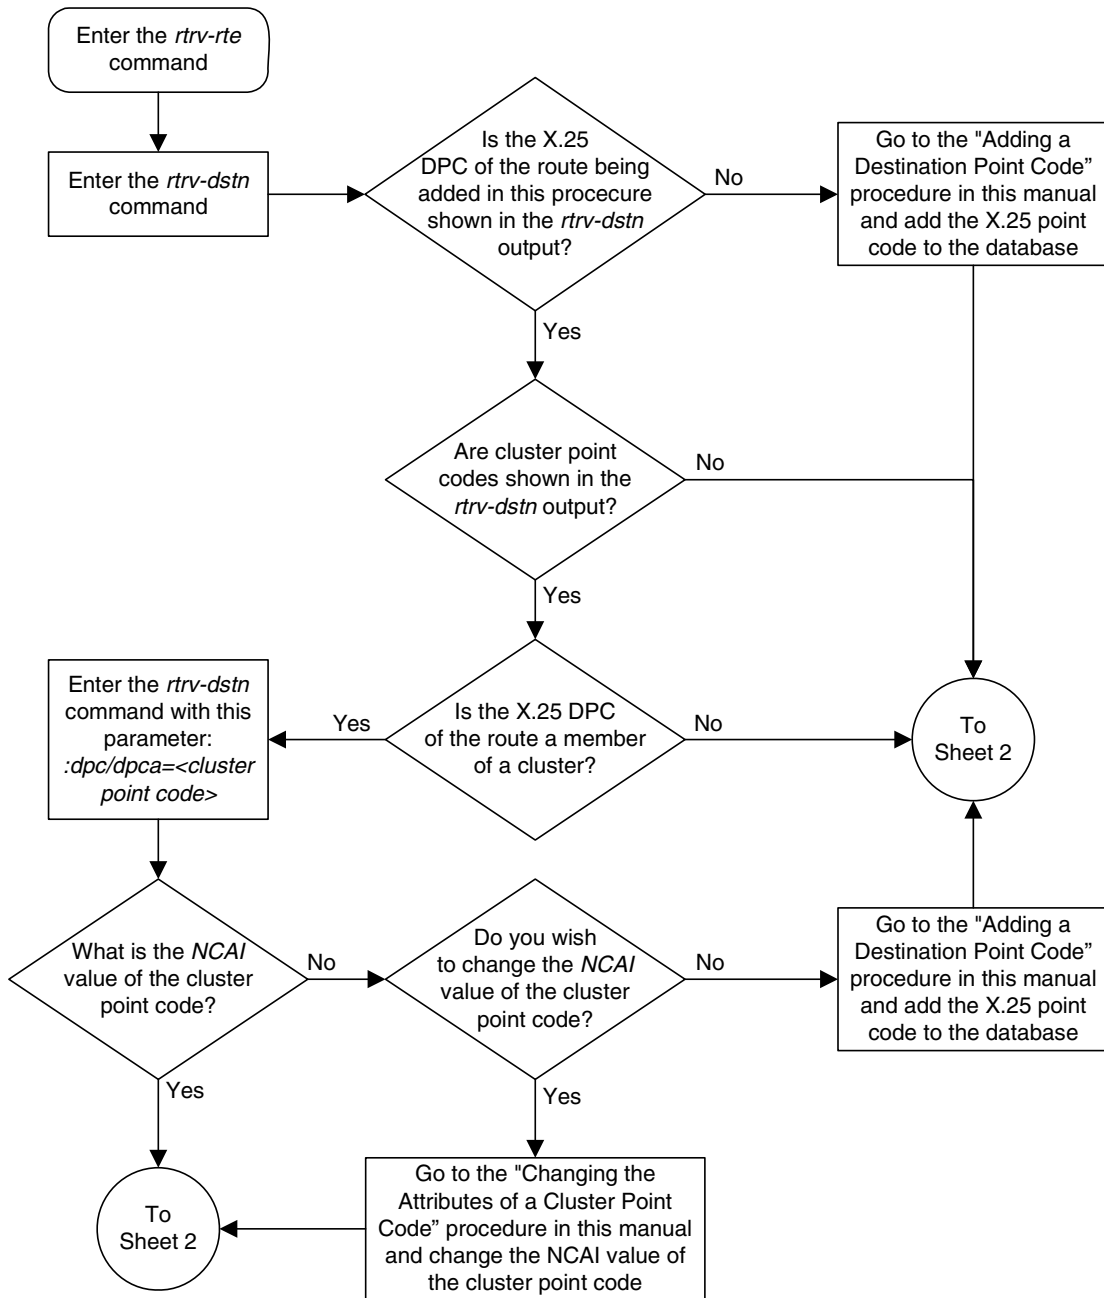 Enter the rtrv-rte
command
Enter the rtrv-dstn
command
Is the X.25
DPC of the route being
added in this procecure
shown in the rtrv-dstn
output?
No
Go to the "Adding a
Destination Point Code”
procedure in this manual
and add the X.25 point
code to the database
Yes
Are cluster point
codes shown in the
rtrv-dstn output?
No
Yes
Is the X.25 DPC
of the route a member
of a cluster?
No
To
Sheet 2
Yes
Enter the rtrv-dstn
command with this
parameter:
:dpc/dpca=<cluster
point code>
What is the NCAI
value of the cluster
point code?
No
Do you wish
to change the NCAI
value of the cluster
point code?
No
Go to the "Adding a
Destination Point Code”
procedure in this manual
and add the X.25 point
code to the database
Yes
Yes
Go to the "Changing the
Attributes of a Cluster Point
Code” procedure in this manual
and change the NCAI value of
the cluster point code
To
Sheet 2